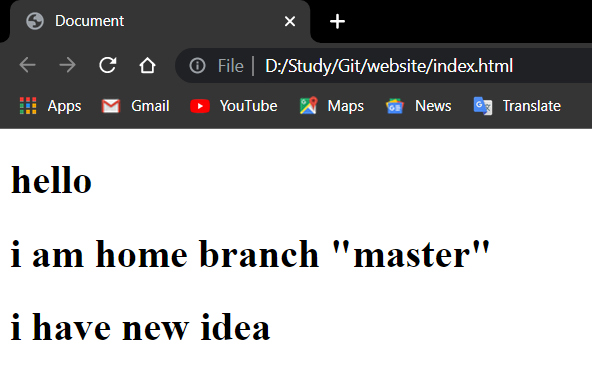 Document
File D:/Study/Git/website/index.html
Apps Gmail YouTube Maps News Translate
hello
i am home branch "master"
i have new idea